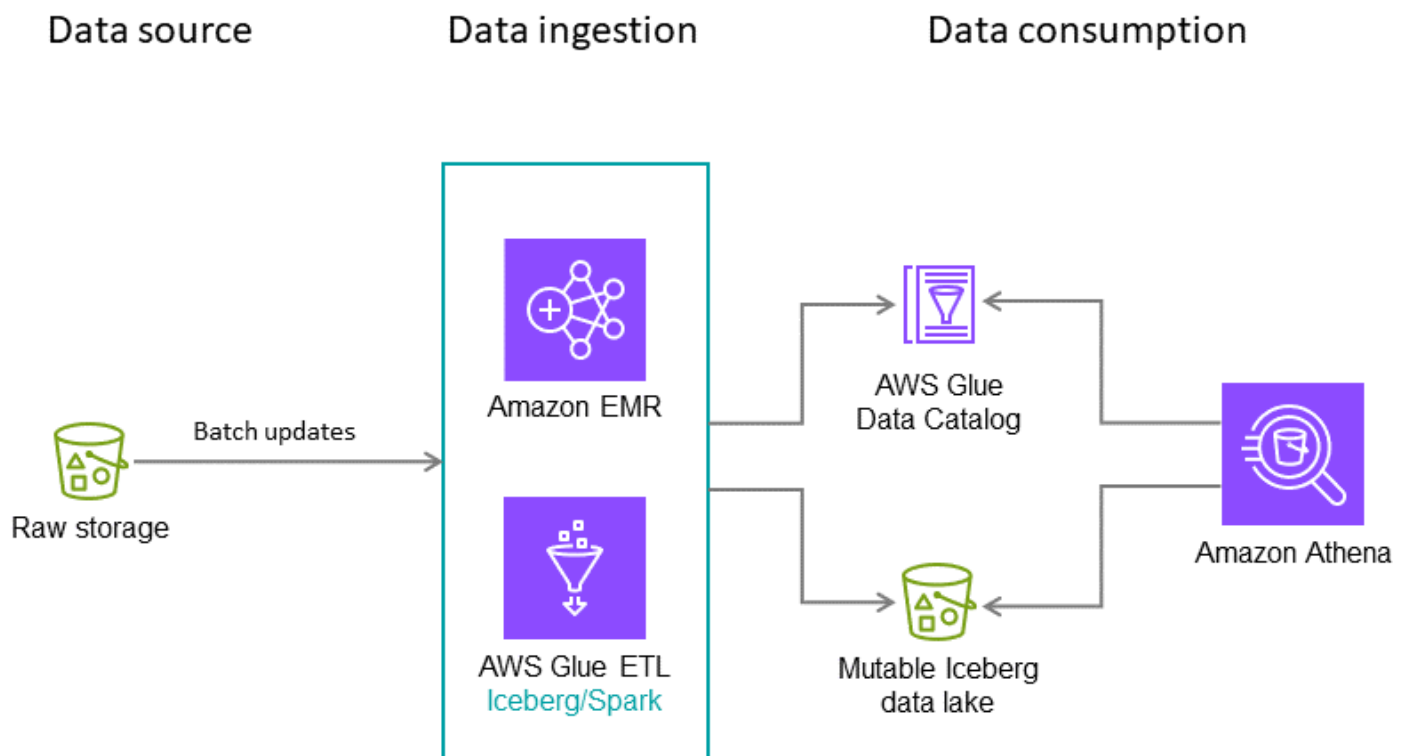 Data source
Data ingestion
Data consumption
Batch updates
Raw storage
Amazon EMR
AWS Glue ETL
Iceberg/Spark
AWS Glue
Data Catalog
Mutable Iceberg
data lake
Amazon Athena